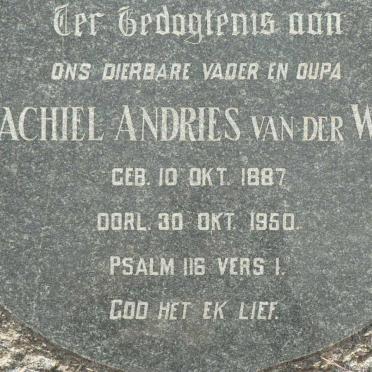 Ter Gedagtenis aan
ONS DIERBARE VADER EN OUPA
ACHIEL ANDRIES VAN DER W
GEB. 10 OKT. 1887
OORL. 30 OKT. 1950.
PSALM 116 VERS 1.
GOD HET EK LIEF.